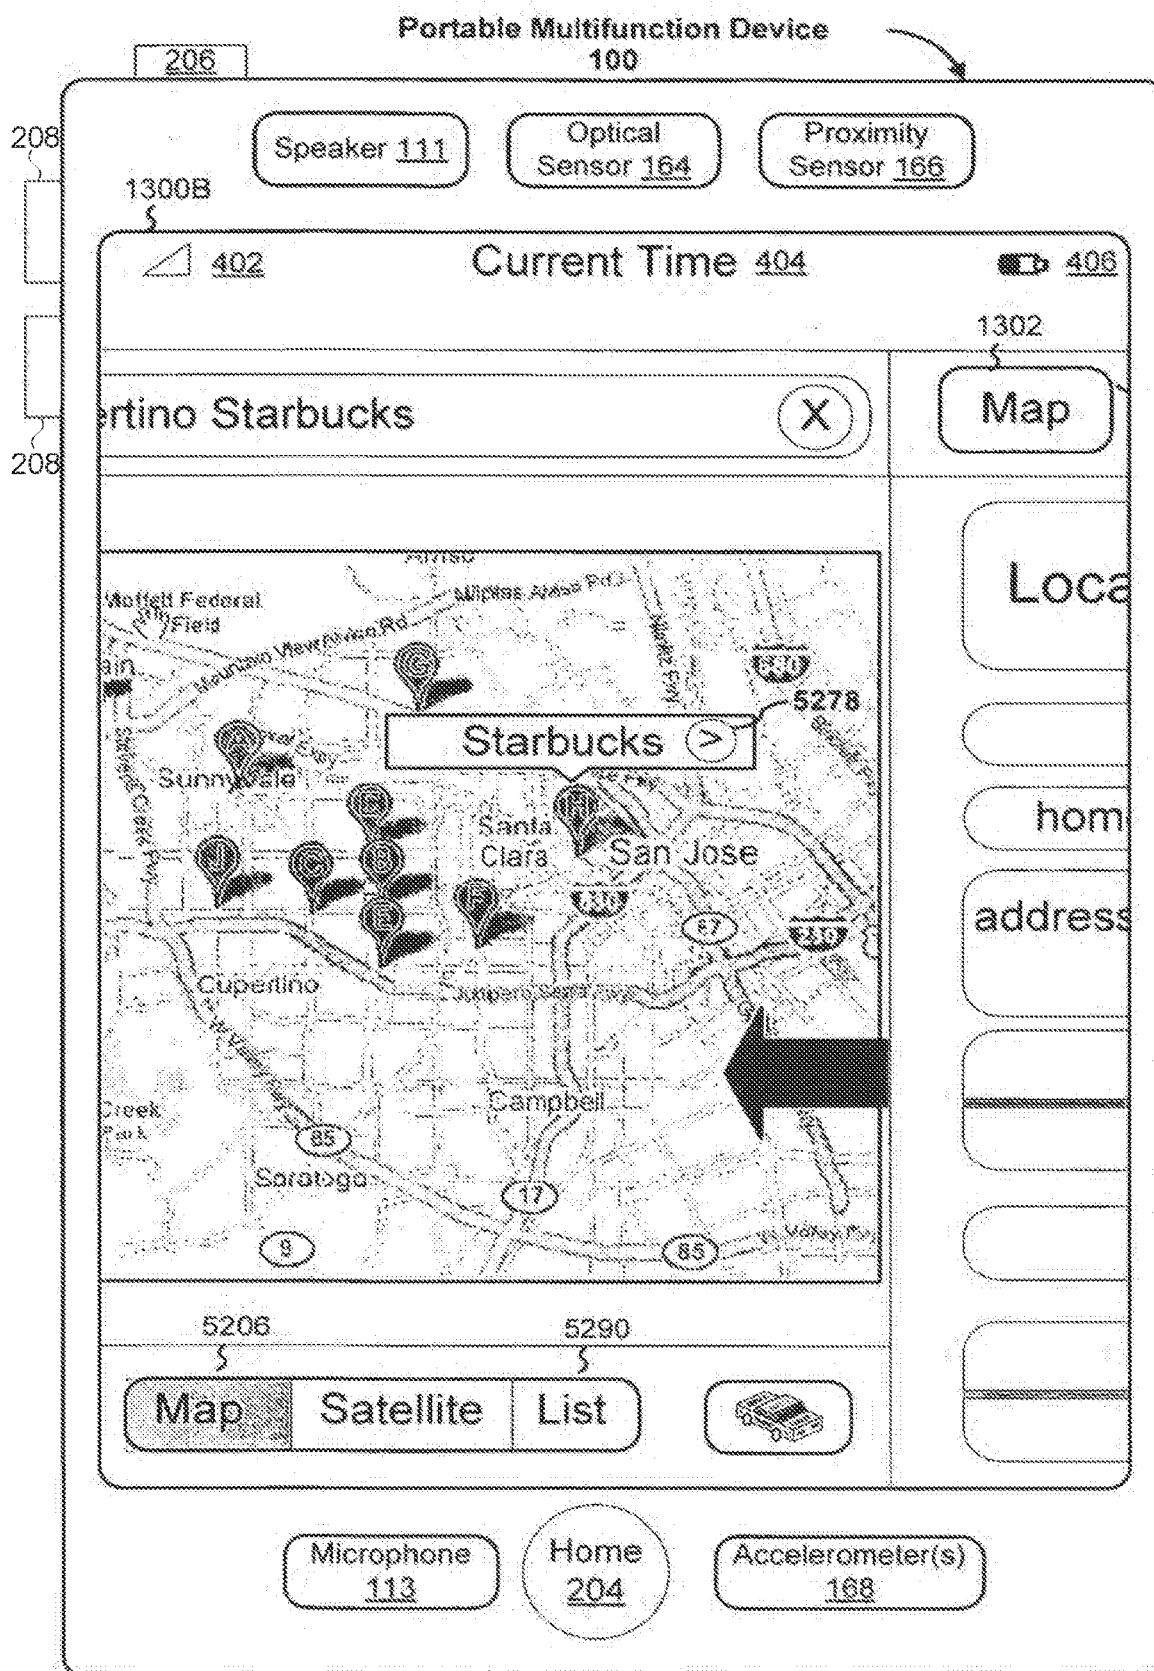 Portable Multifunction Device
100
206
208
Speaker 111
Optical
Sensor 164
Proximity
Sensor 166
1300B
402
Current Time 404
406
1302
ertino Starbucks
X
Map
208
Loca
Moffett Federal
Field
ain
Mountain View
Rd
G
5278
Starbucks >
Sunnyvale
Santa
Clara
San Jose
hom
J
87
address
Cupertino
Creek
Park
Campbell
85
Saratoga
17
9
85
5206
5290
Map
Satellite
List
Microphone
113
Home
204
Accelerometer(s)
168